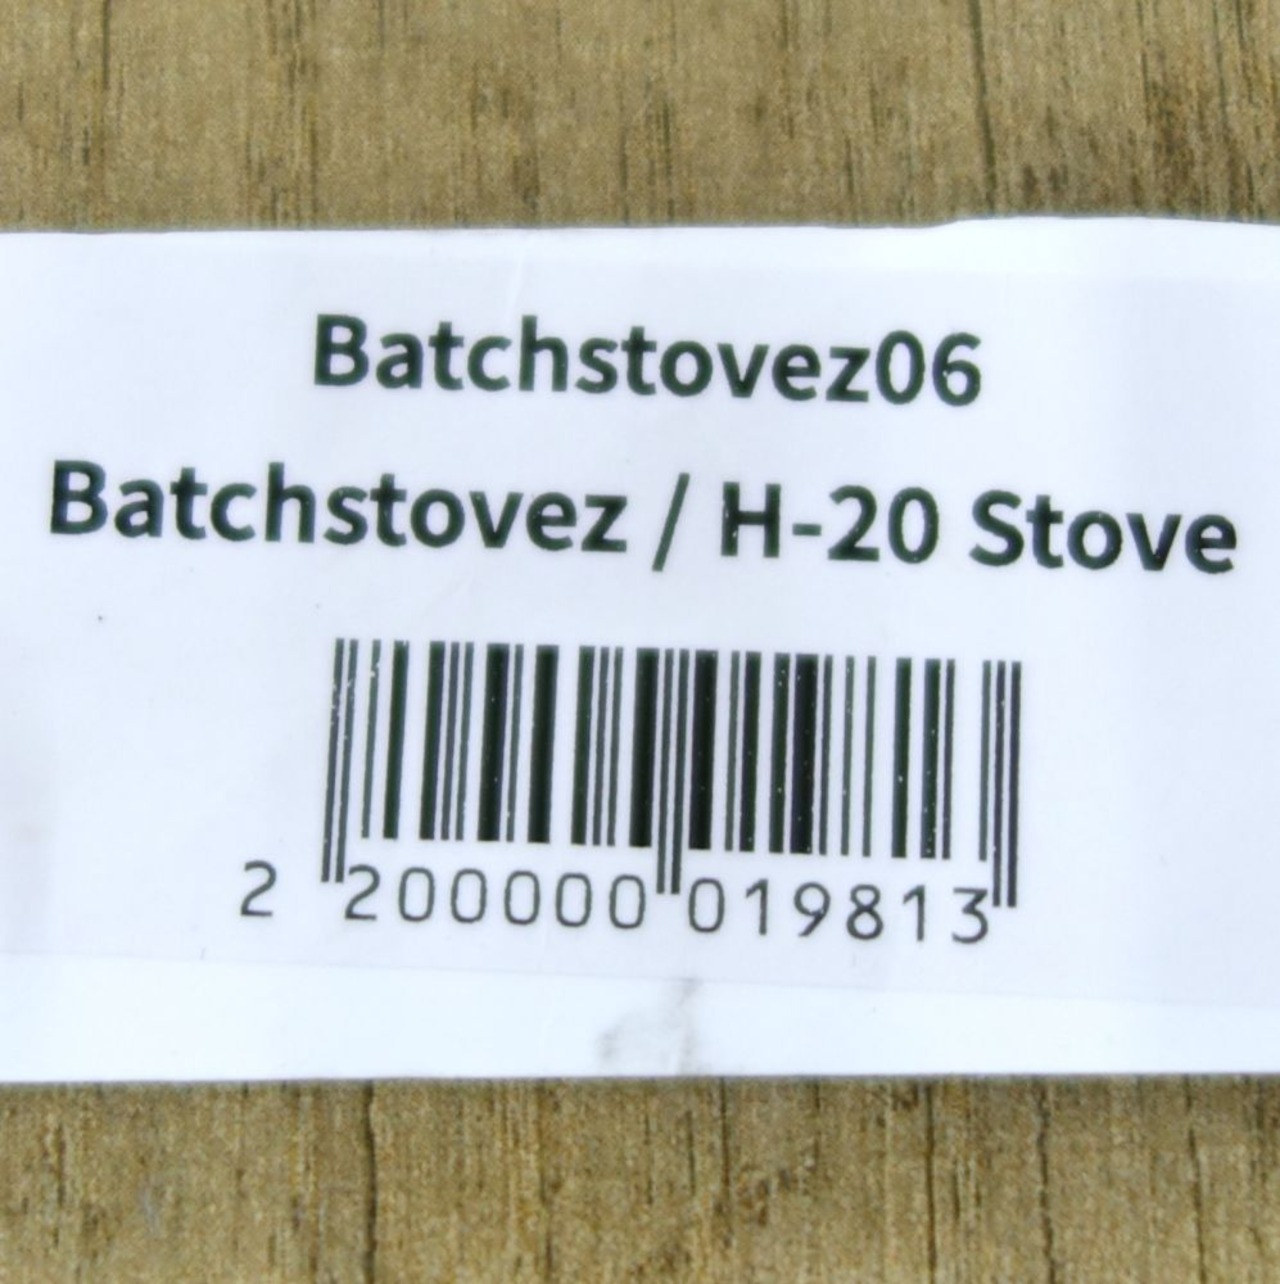 Batchstovez06
Batchstovez / H-20 Stove
2 200000 019813